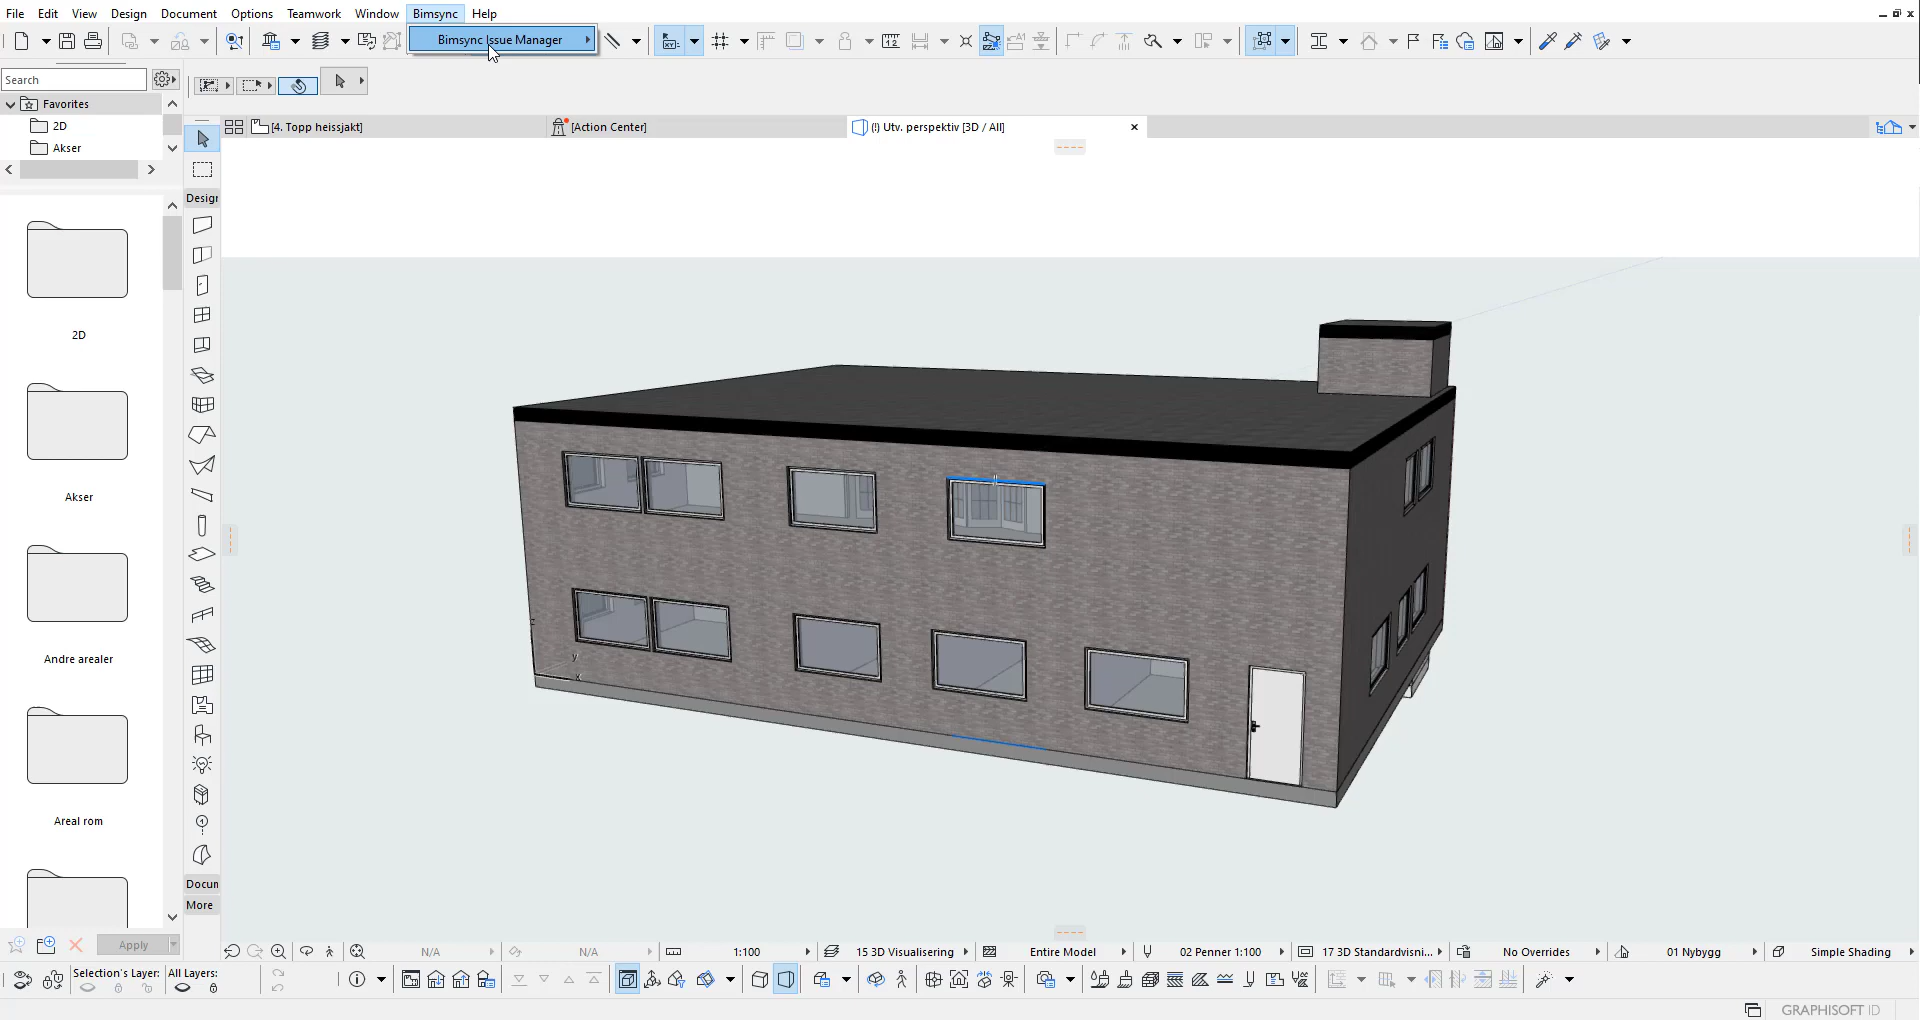 File Edit View Design Document Options Teamwork Window Bimsync Help
Bimsync Issue Manager
Search
Favorites
2D
Akser
[4. Topp heissjakt]
[Action Center]
(!) Utv. perspektiv [3D / All]
Design
2D
Akser
Andre arealer
Areal rom
Docun
More
Apply
N/A
N/A
1:100
15 3D Visualisering
Entire Model
02 Penner 1:100
17 3D Standardvisni...
No Overrides
01 Nybygg
Simple Shading
Selection's Layer:
All Layers:
z
y
x
GRAPHISOFT ID